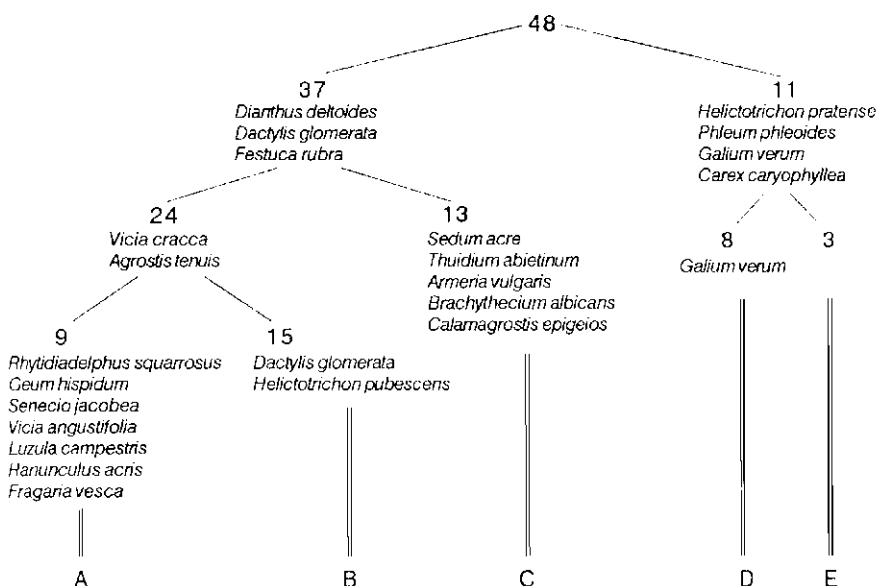 48
37
Dianthus deltoides
Dactylis glomerata
Festuca rubra
11
Helictotrichon pratense
Phleum phleoides
Galium verum
Carex caryophyllea
24
Vicia cracca
Agrostis tenuis
13
Sedum acre
Thuidium abietinum
Armeria vulgaris
Brachythecium albicans
Calamagrostis epigeios
8
Galium verum
3
9
Rhytidiadelphus squarrosus
Geum hispidum
Senecio jacobea
Vicia angustifolia
Luzula campestris
Hanunculus acris
Fragaria vesca
15
Dactylis glomerata
Helictotrichon pubescens
A
B
C
D
E